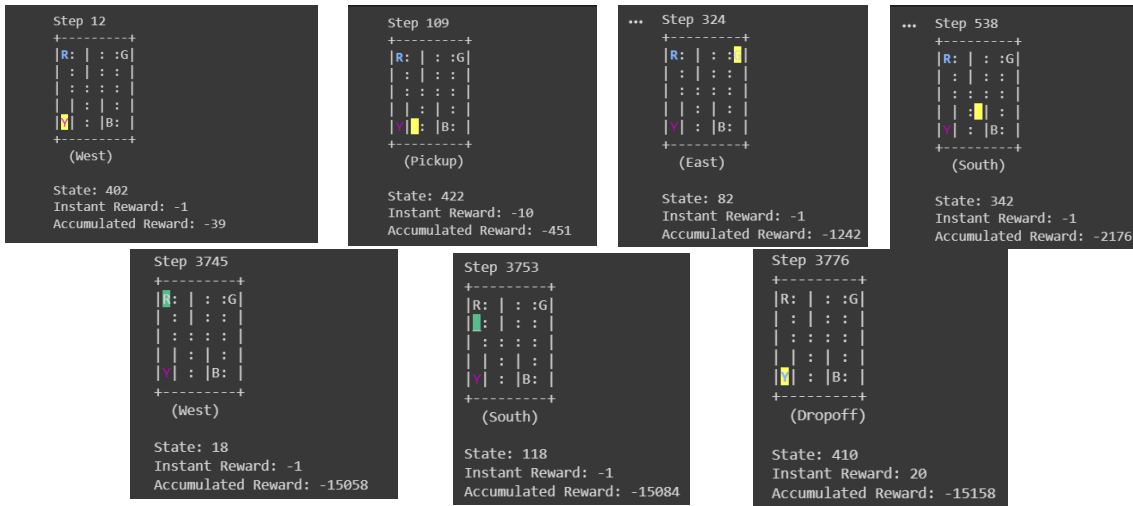 Step 12
+---------+
|R: | : :G|
| : | : : |
| : : : : |
| | : | : |
|Y| : |B: |
+---------+
(West)
State: 402
Instant Reward: -1
Accumulated Reward: -39
Step 109
+---------+
|R: | : :G|
| : | : : |
| : : : : |
| | : | : |
|Y| : |B: |
+---------+
(Pickup)
State: 422
Instant Reward: -10
Accumulated Reward: -451
... Step 324
+---------+
|R: | : :G|
| : | : : |
| : : : : |
| | : | : |
|Y| : |B: |
+---------+
(East)
State: 82
Instant Reward: -1
Accumulated Reward: -1242
... Step 538
+---------+
|R: | : :G|
| : | : : |
| : : : : |
| | : | : |
|Y| : |B: |
+---------+
(South)
State: 342
Instant Reward: -1
Accumulated Reward: -2176
Step 3745
+---------+
|R: | : :G|
| : | : : |
| : : : : |
| | : | : |
|Y| : |B: |
+---------+
(West)
State: 18
Instant Reward: -1
Accumulated Reward: -15058
Step 3753
+---------+
|R: | : :G|
|_: | : : |
| : : : : |
| | : | : |
|Y| : |B: |
+---------+
(South)
State: 118
Instant Reward: -1
Accumulated Reward: -15084
Step 3776
+---------+
|R: | : :G|
| : | : : |
| : : : : |
| | : | : |
|Y| : |B: |
+---------+
(Dropoff)
State: 410
Instant Reward: 20
Accumulated Reward: -15158